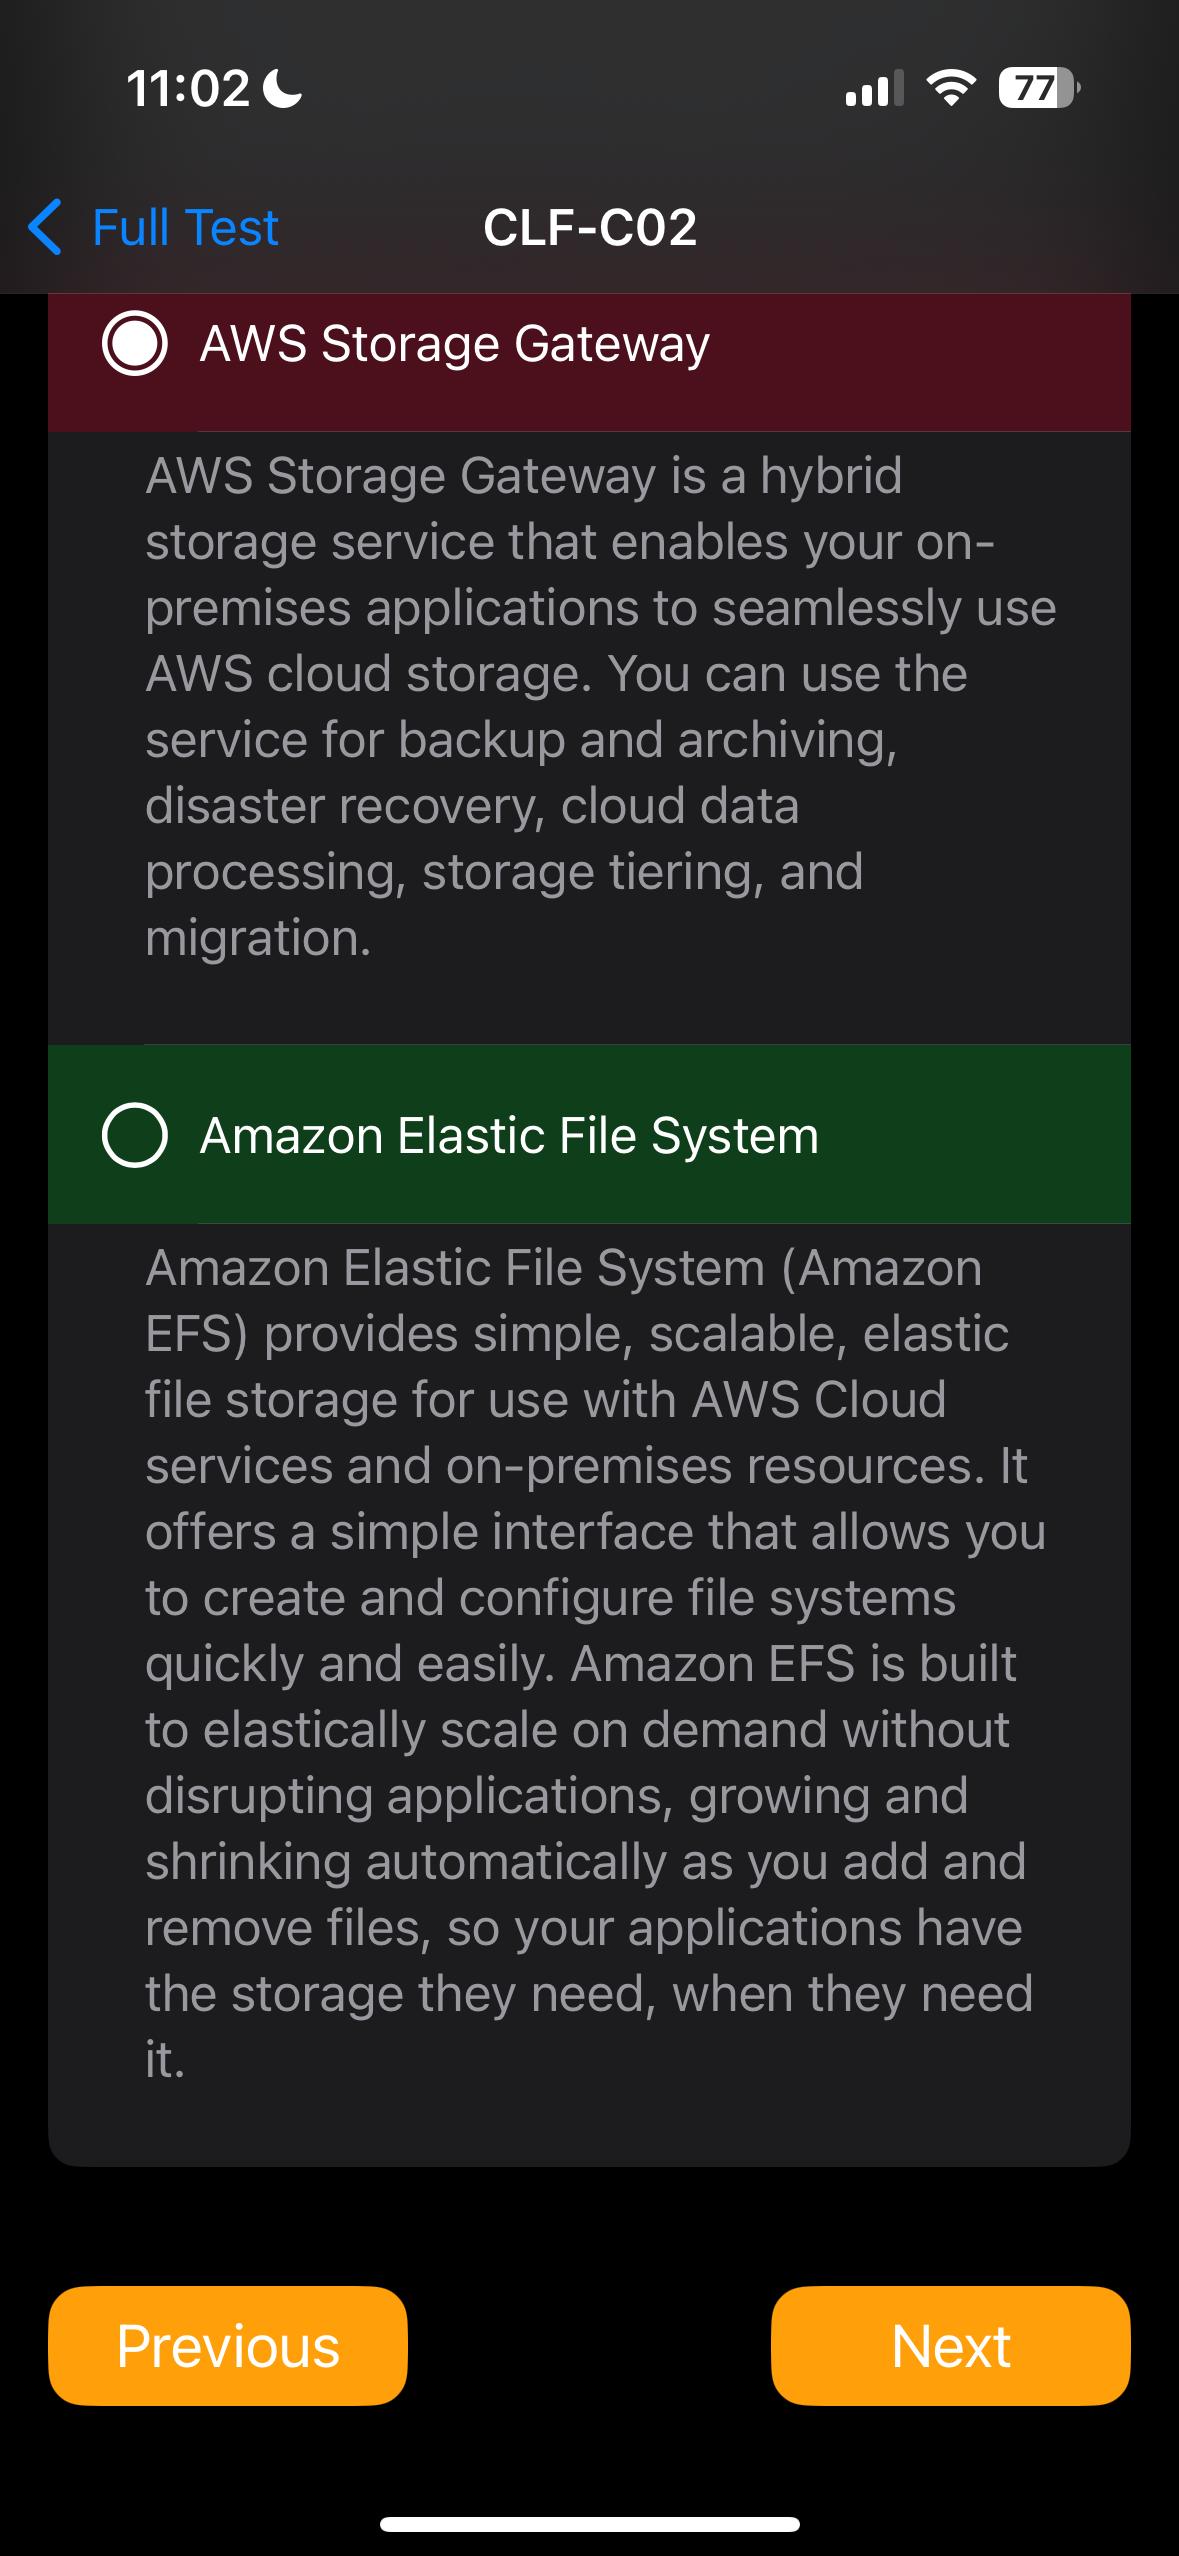 11:02
77
Full Test
CLF-C02
AWS Storage Gateway
AWS Storage Gateway is a hybrid
storage service that enables your on-
premises applications to seamlessly use
AWS cloud storage. You can use the
service for backup and archiving,
disaster recovery, cloud data
processing, storage tiering, and
migration.
Amazon Elastic File System
Amazon Elastic File System (Amazon
EFS) provides simple, scalable, elastic
file storage for use with AWS Cloud
services and on-premises resources. It
offers a simple interface that allows you
to create and configure file systems
quickly and easily. Amazon EFS is built
to elastically scale on demand without
disrupting applications, growing and
shrinking automatically as you add and
remove files, so your applications have
the storage they need, when they need
it.
Previous
Next